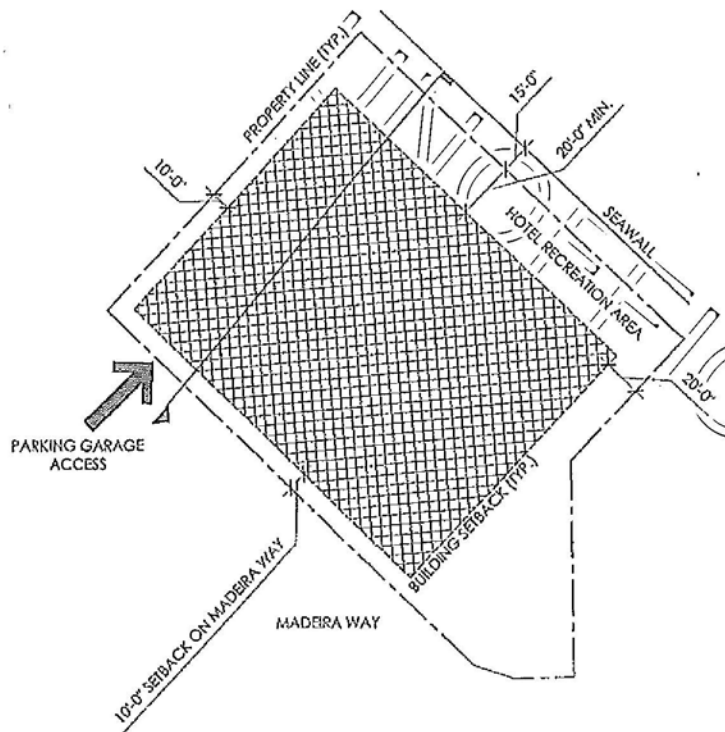 PROPERTY LINE (TYP.)
15'-0"
20'-0" MIN.
10'-0"
SEAWALL
HOTEL RECREATION AREA
20'-0"
PARKING GARAGE
ACCESS
BUILDING SETBACK (TYP.)
10'-0" SETBACK ON MADEIRA WAY
MADEIRA WAY